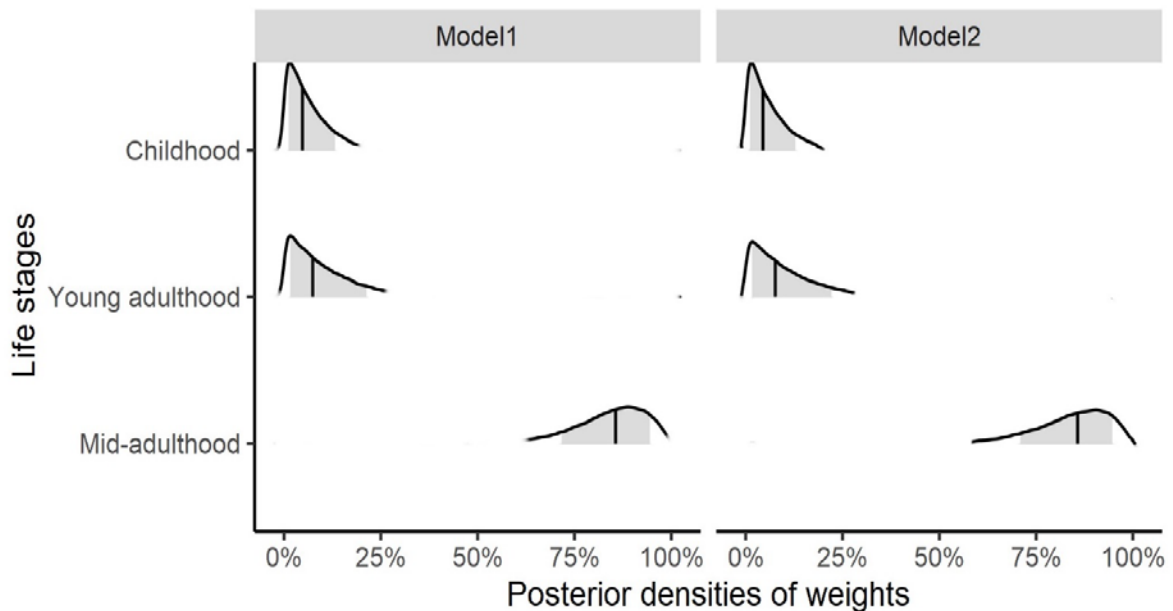 Model1 Model2
Life stages
Childhood
Young adulthood
Mid-adulthood
0% 25% 50% 75% 100% 0% 25% 50% 75% 100%
Posterior densities of weights